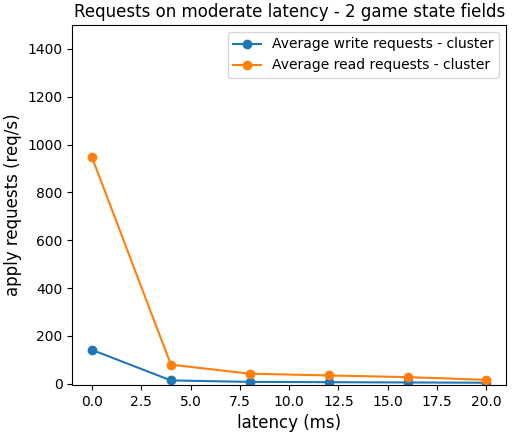 Requests on moderate latency - 2 game state fields
Average write requests - cluster
Average read requests - cluster
apply requests (req/s)
1400
1200
1000
800
600
400
200
0
0.0 2.5 5.0 7.5 10.0 12.5 15.0 17.5 20.0
latency (ms)